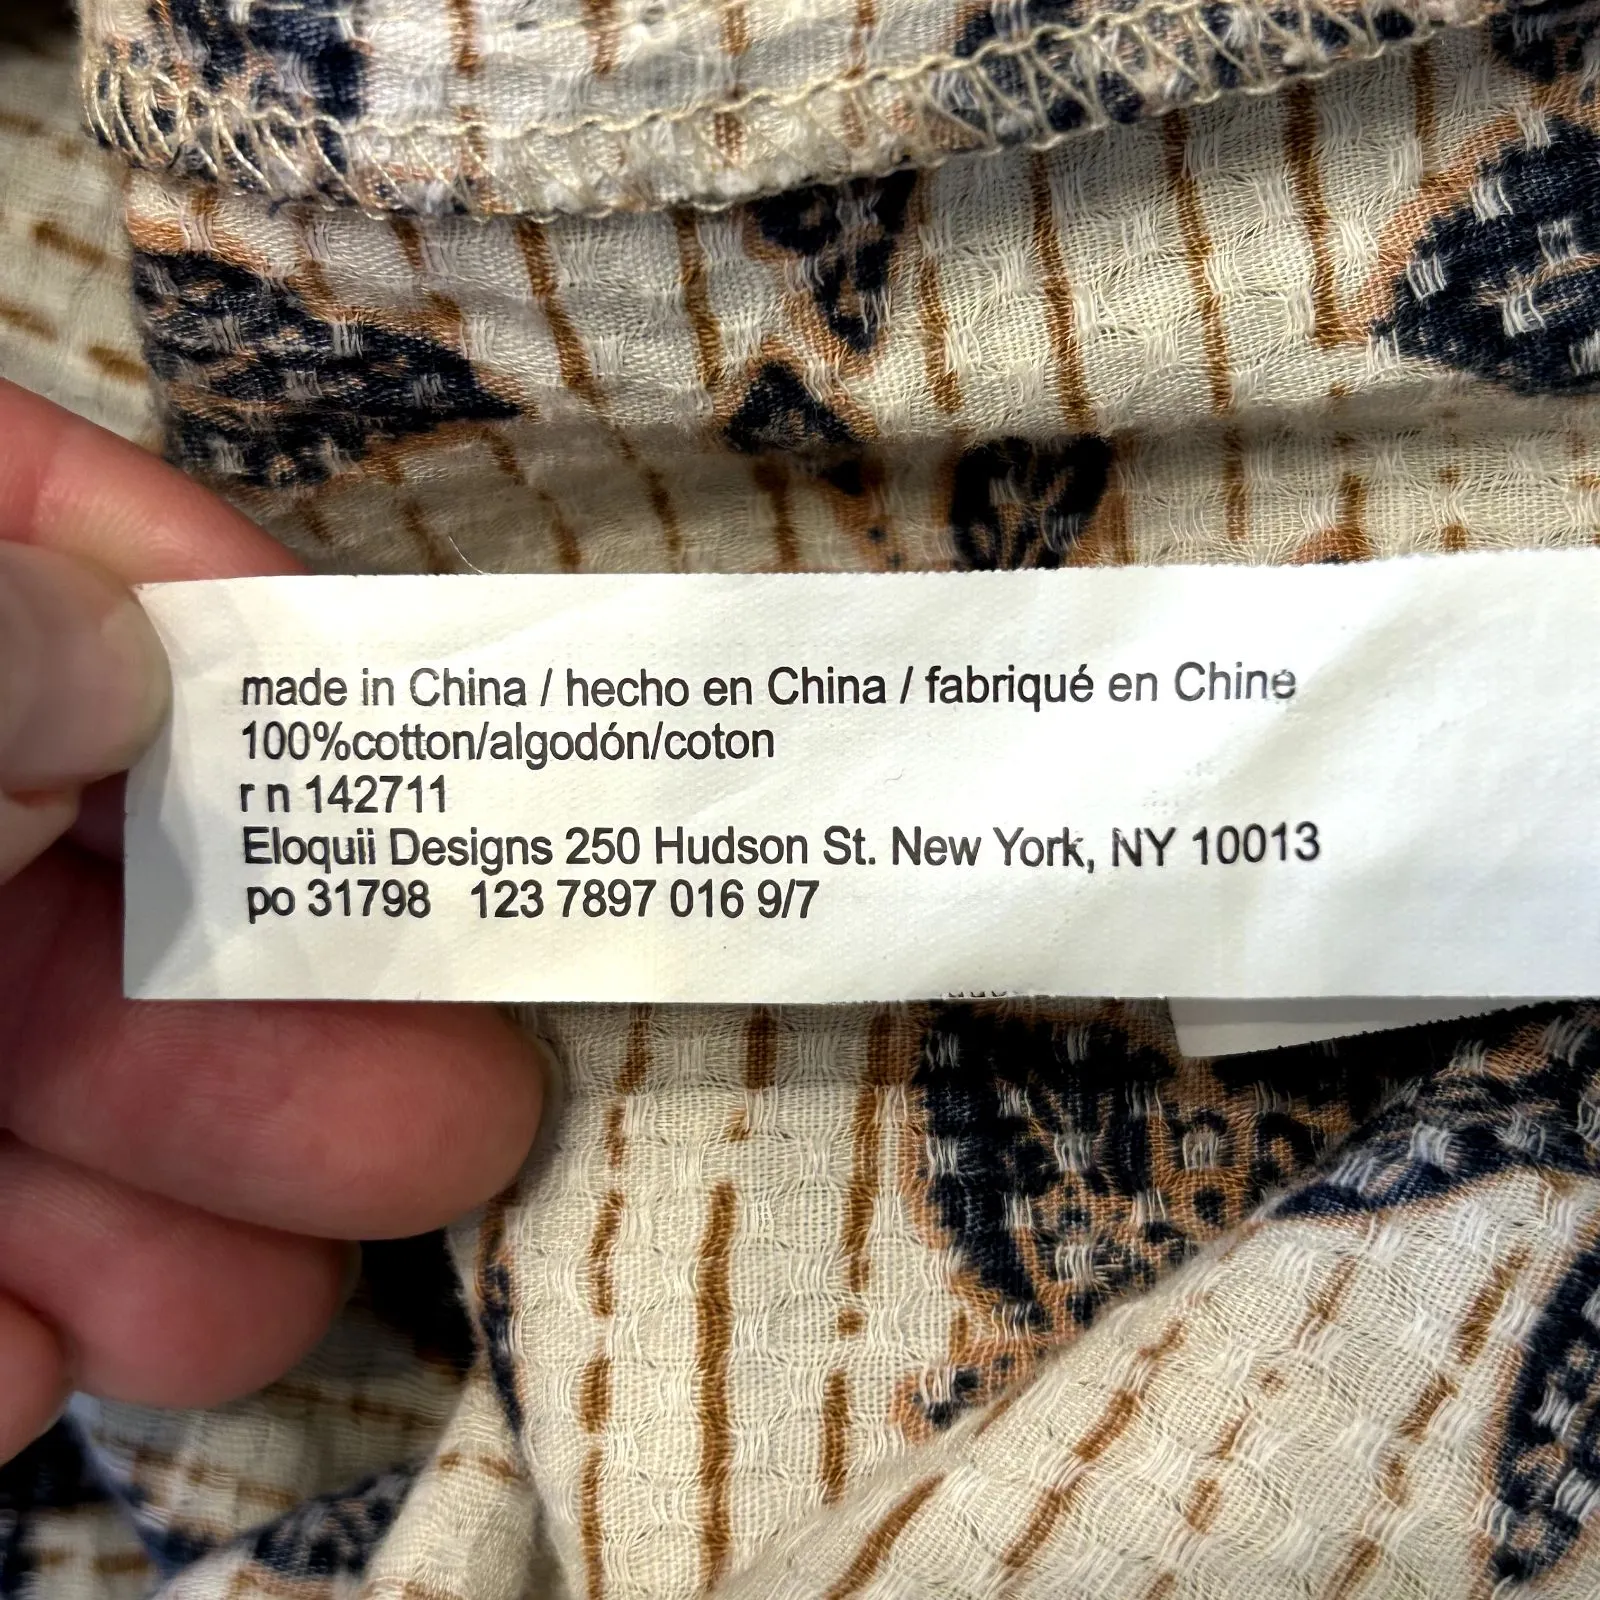 made in China / hecho en China / fabriqué en Chine
100%cotton/algodón/coton
r n 142711
Eloquii Designs 250 Hudson St. New York, NY 10013
po 31798 123 7897 016 9/7